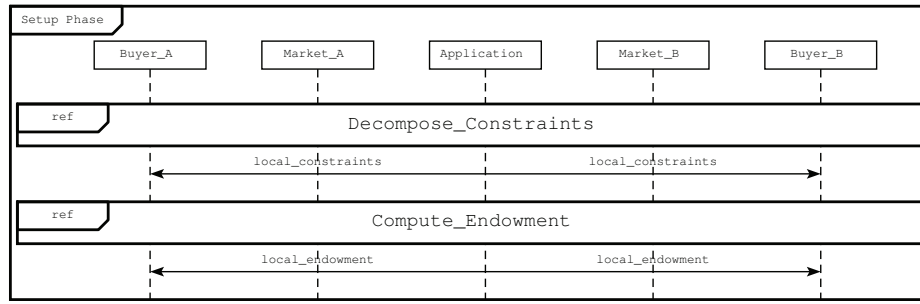 Setup Phase
Buyer_A Market_A Application Market_B Buyer_B
ref
Decompose_Constraints
local_constraints local_constraints
ref
Compute_Endowment
local_endowment local_endowment